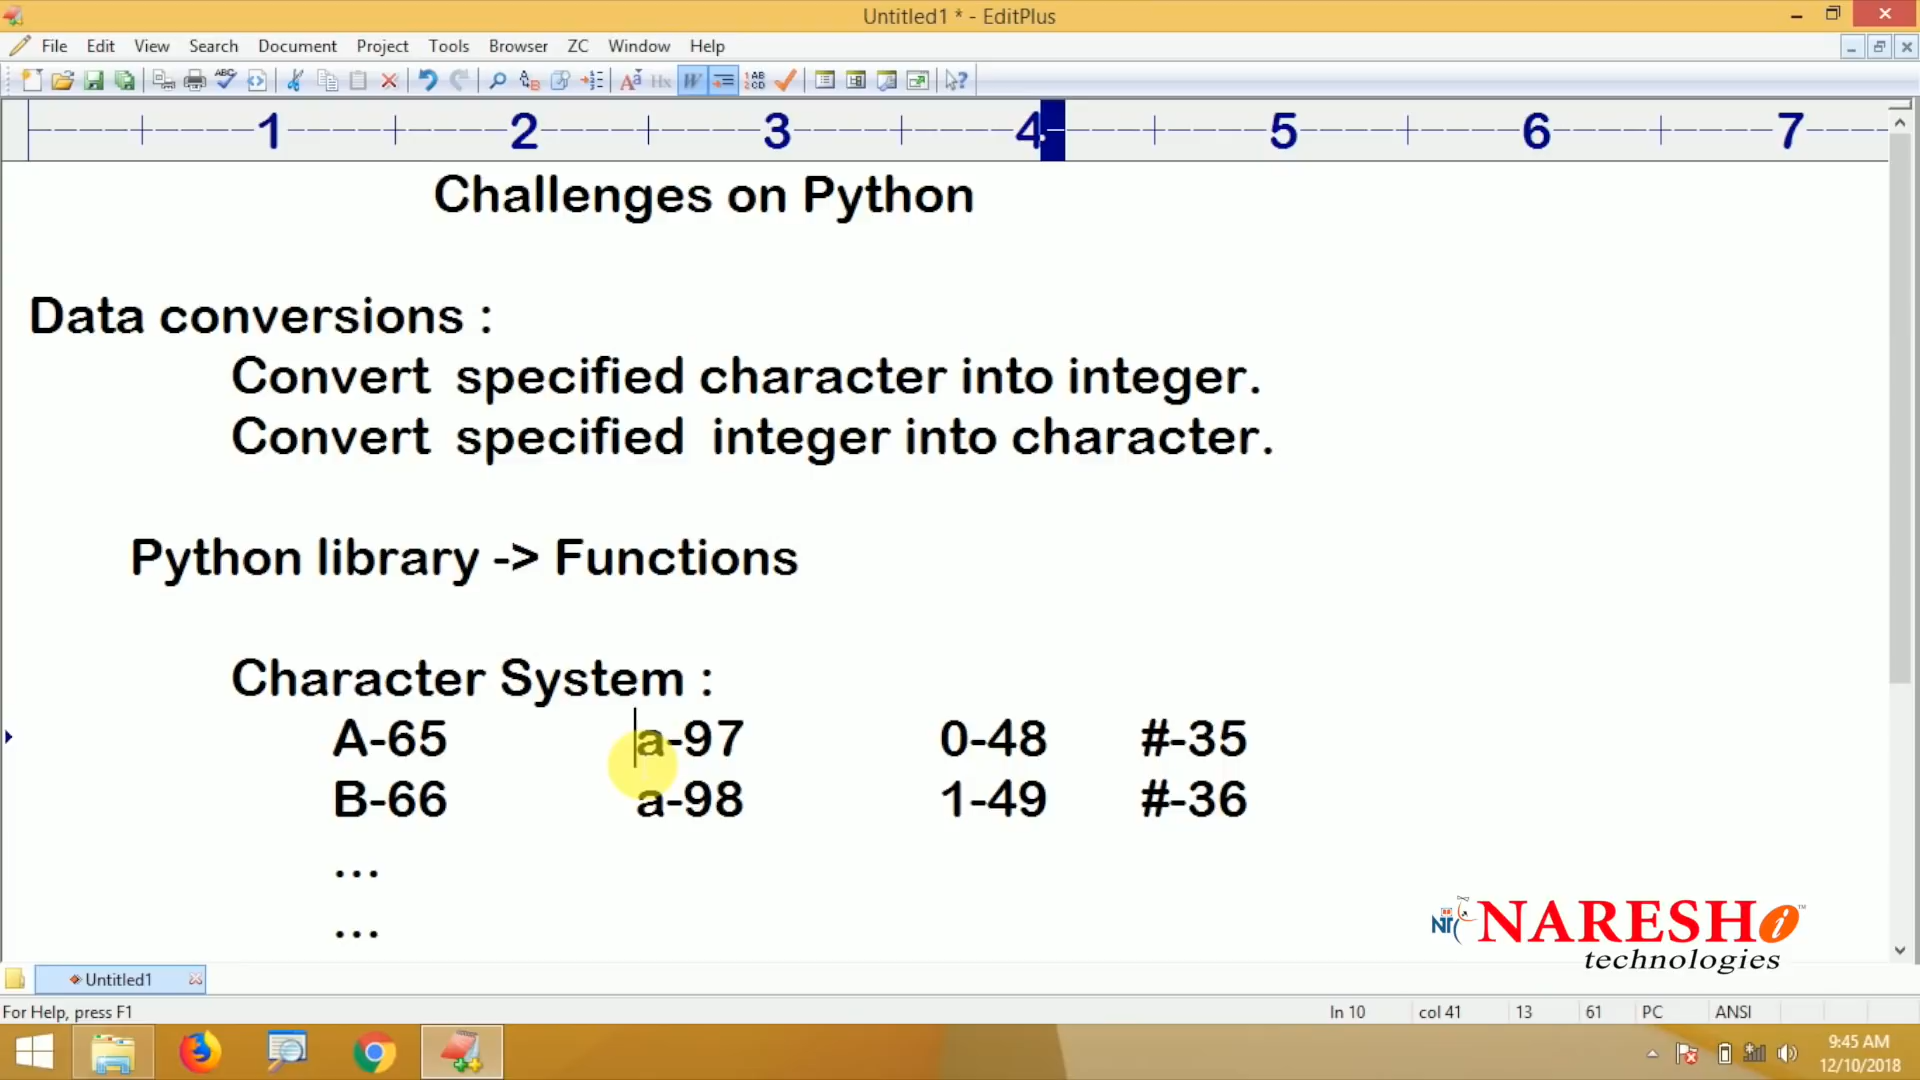 Untitled1 * - EditPlus
File Edit View Search Document Project Tools Browser ZC Window Help
1 2 3 4 5 6 7
Challenges on Python
Data conversions :
Convert specified character into integer.
Convert specified integer into character.
Python library -> Functions
Character System :
A-65 a-97 0-48 #-35
B-66 a-98 1-49 #-36
...
...
NARESH i
technologies
Untitled1
For Help, press F1 ln 10 col 41 13 61 PC ANSI
9:45 AM
12/10/2018